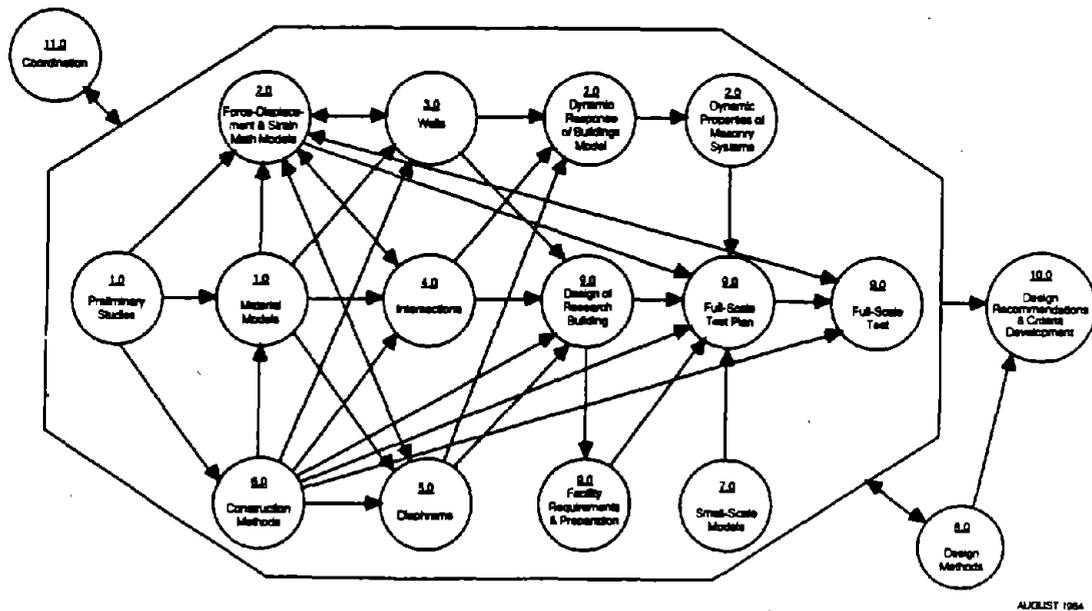 11.0
Coordination
2.0
Force-Displace-
ment & Strain
Math Models
3.0
Walls
2.0
Dynamic
Response
of Buildings
Model
2.0
Dynamic
Properties of
Masonry
Systems
1.0
Preliminary
Studies
1.0
Material
Models
4.0
Intersections
9.0
Design of
Research
Building
9.0
Full-Scale
Test Plan
9.0
Full-Scale
Test
10.0
Design
Recommendations
& Criteria
Development
6.0
Construction
Methods
5.0
Diaphrams
8.0
Facility
Requirements
& Preparation
7.0
Small-Scale
Models
Design
Methods
AUGUST 1984